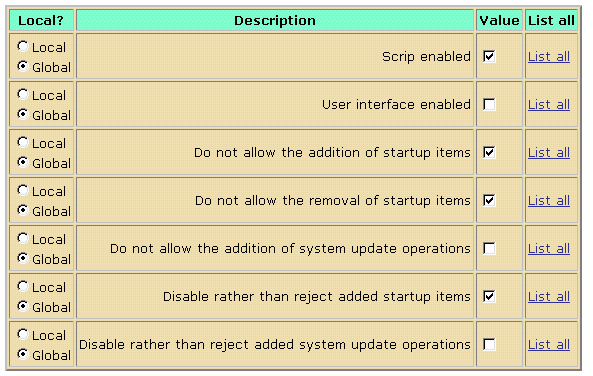 Local? Description Value List all
Local
Global Scrip enabled List all
Local
Global User interface enabled List all
Local
Global Do not allow the addition of startup items List all
Local
Global Do not allow the removal of startup items List all
Local
Global Do not allow the addition of system update operations List all
Local
Global Disable rather than reject added startup items List all
Local
Global Disable rather than reject added system update operations List all